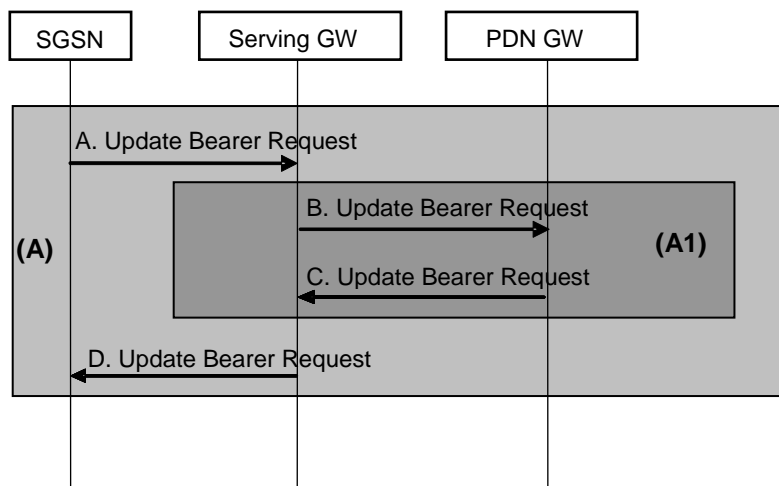 SGSN
Serving GW
PDN GW
A. Update Bearer Request
B. Update Bearer Request
(A)
(A1)
C. Update Bearer Request
D. Update Bearer Request